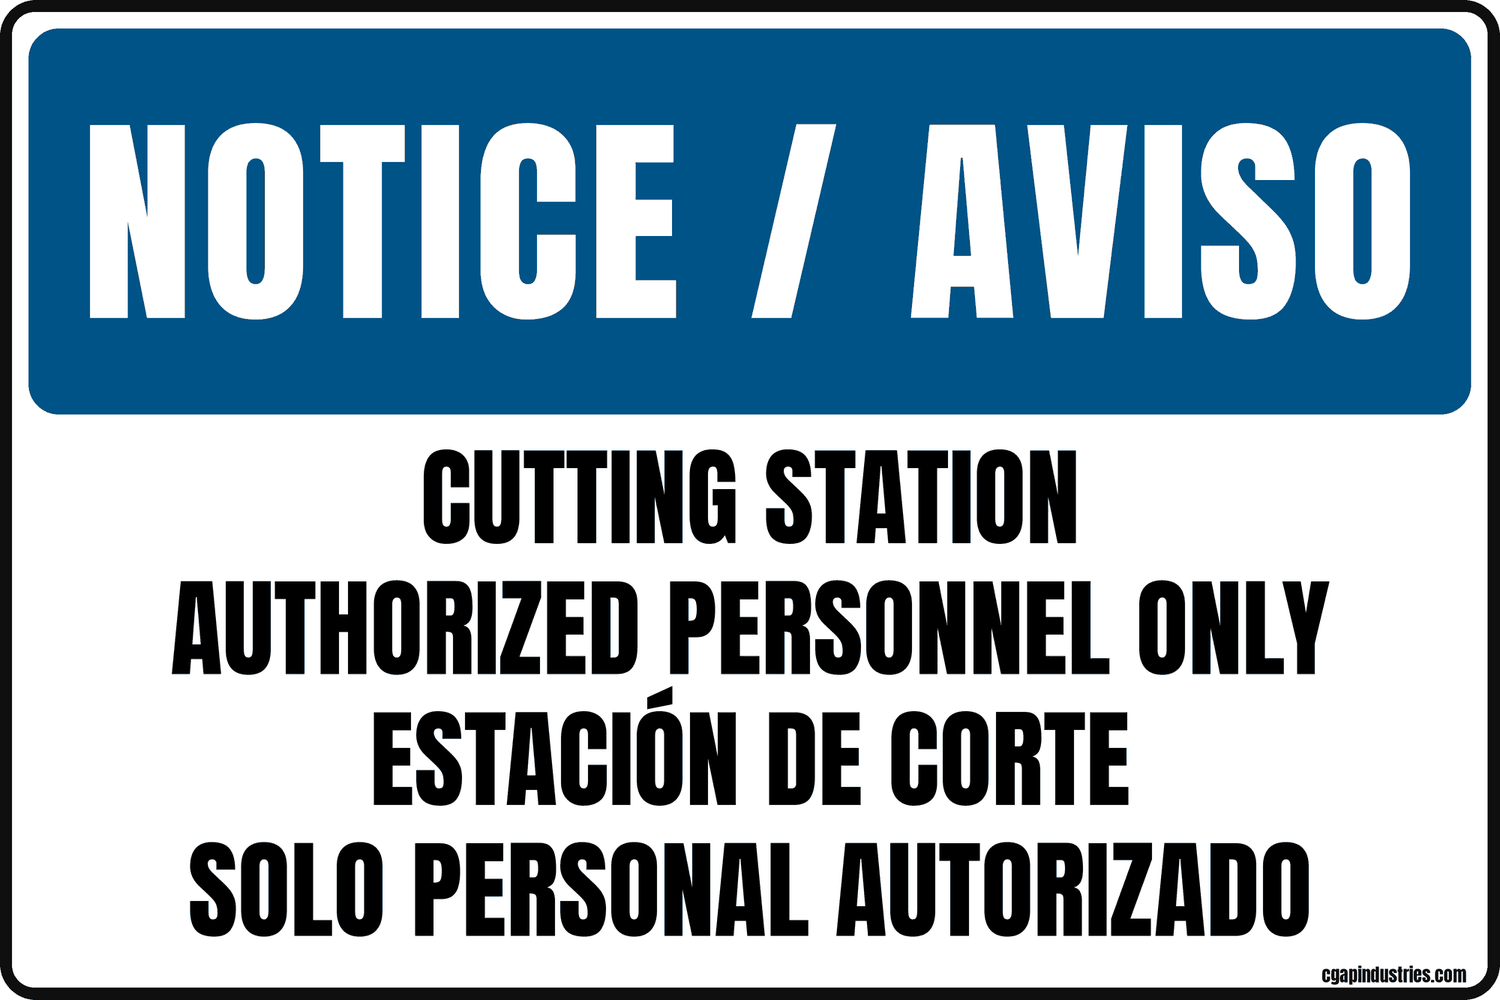 NOTICE / AVISO
CUTTING STATION
AUTHORIZED PERSONNEL ONLY
ESTACIÓN DE CORTE
SOLO PERSONAL AUTORIZADO
cgapindustries.com